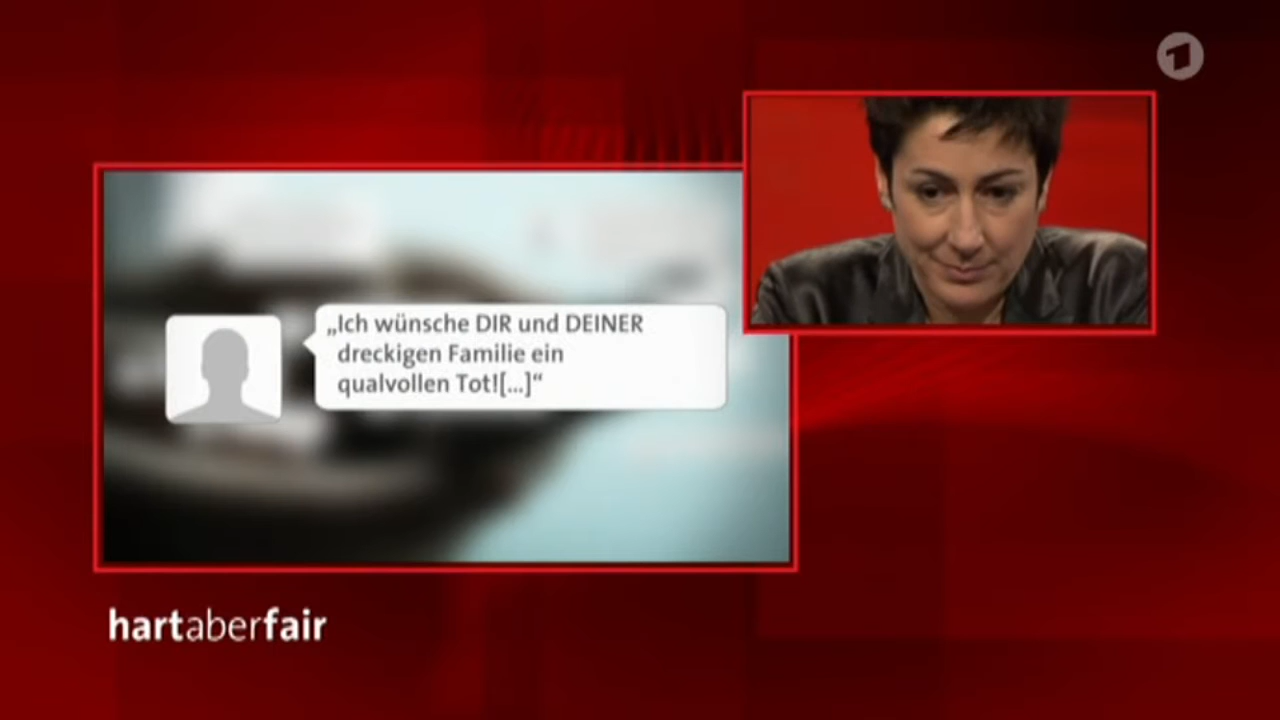 „Ich wünsche DIR und DEINER
dreckigen Familie ein
qualvollen Tot![...]“
hartaberfair